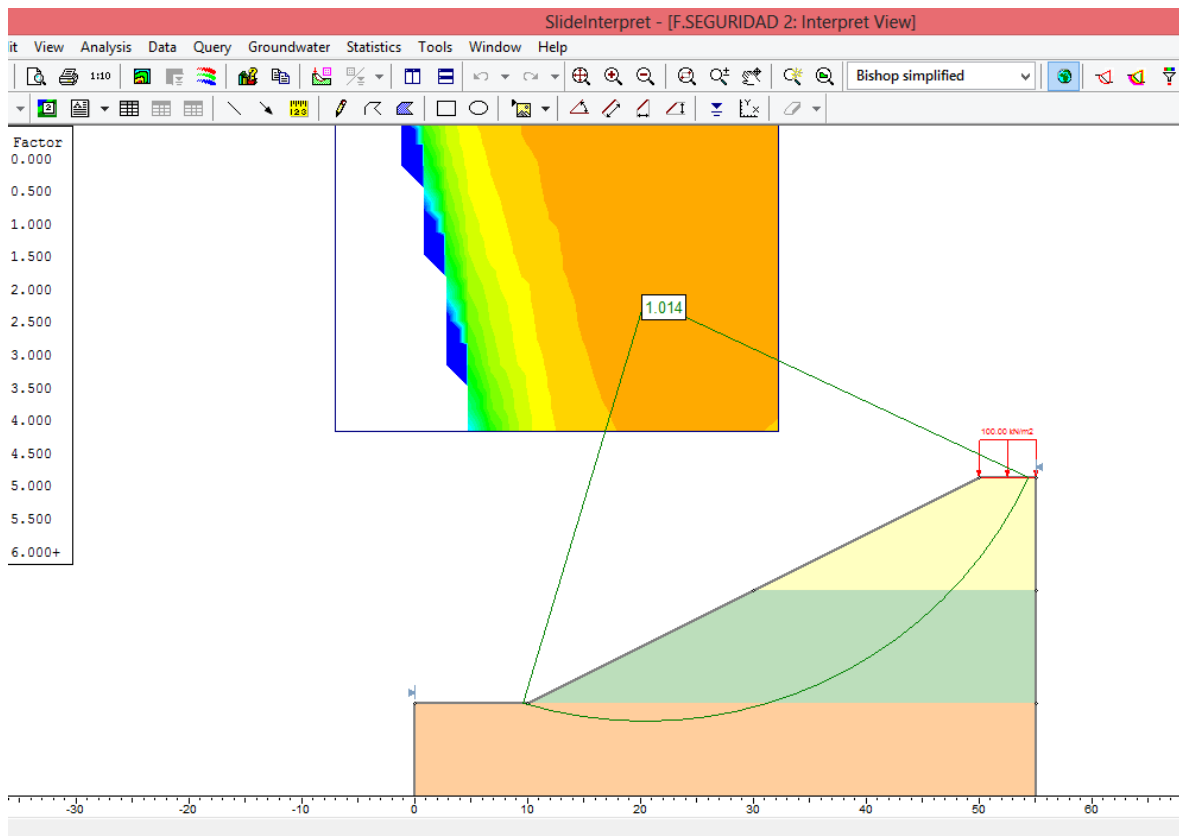 SlideInterpret - [F.SEGURIDAD 2: Interpret View]
it View Analysis Data Query Groundwater Statistics Tools Window Help
1:10
Bishop simplified
2
123
Factor
0.000
0.500
1.000
1.500
2.000
2.500
3.000
3.500
4.000
4.500
5.000
5.500
6.000+
1.014
100.00 kN/m2
-30 -20 -10 0 10 20 30 40 50 60